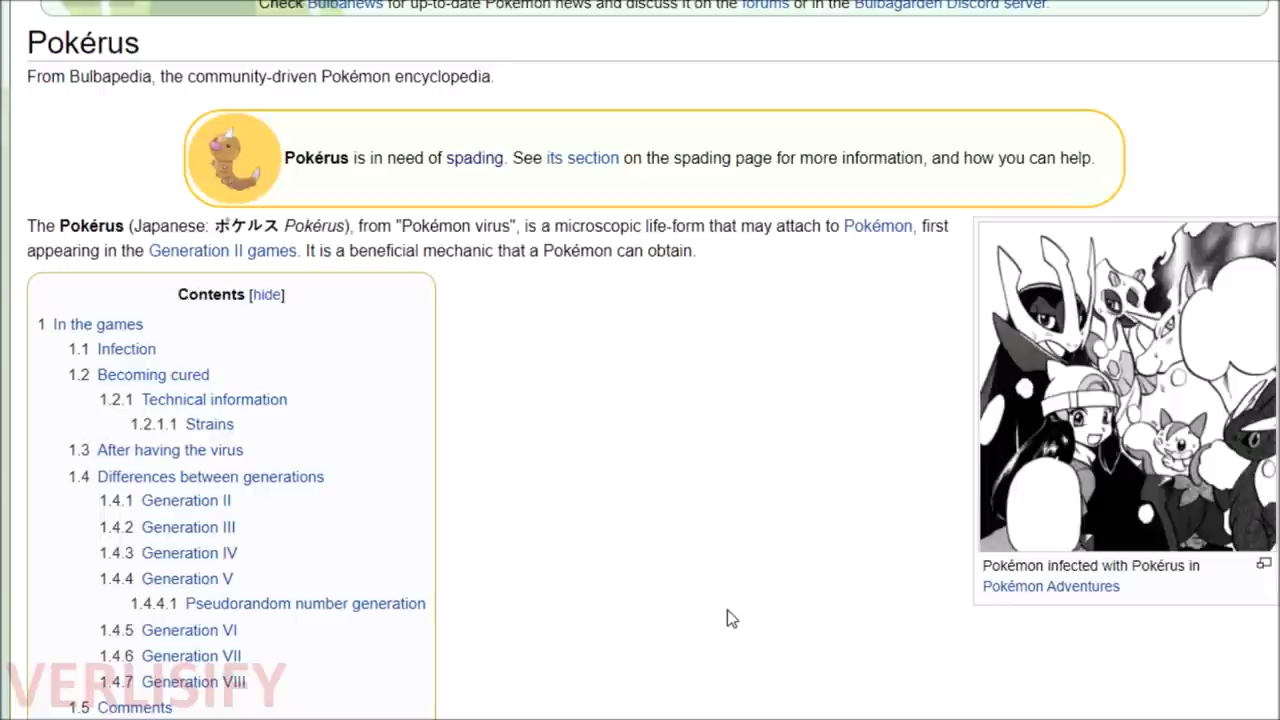 Check Bulbanews for up-to-date Pokémon news and discuss it on the forums or in the Bulbagarden Discord server.
Pokérus
From Bulbapedia, the community-driven Pokémon encyclopedia.
Pokérus is in need of spading. See its section on the spading page for more information, and how you can help.
The Pokérus (Japanese: ポケルス Pokérus), from "Pokémon virus", is a microscopic life-form that may attach to Pokémon, first
appearing in the Generation II games. It is a beneficial mechanic that a Pokémon can obtain.
Contents [hide]
1 In the games
1.1 Infection
1.2 Becoming cured
1.2.1 Technical information
1.2.1.1 Strains
1.3 After having the virus
1.4 Differences between generations
1.4.1 Generation II
1.4.2 Generation III
1.4.3 Generation IV
1.4.4 Generation V
1.4.4.1 Pseudorandom number generation
1.4.5 Generation VI
1.4.6 Generation VII
1.4.7 Generation VIII
1.5 Comments
Pokémon infected with Pokérus in
Pokémon Adventures
VERLISIFY